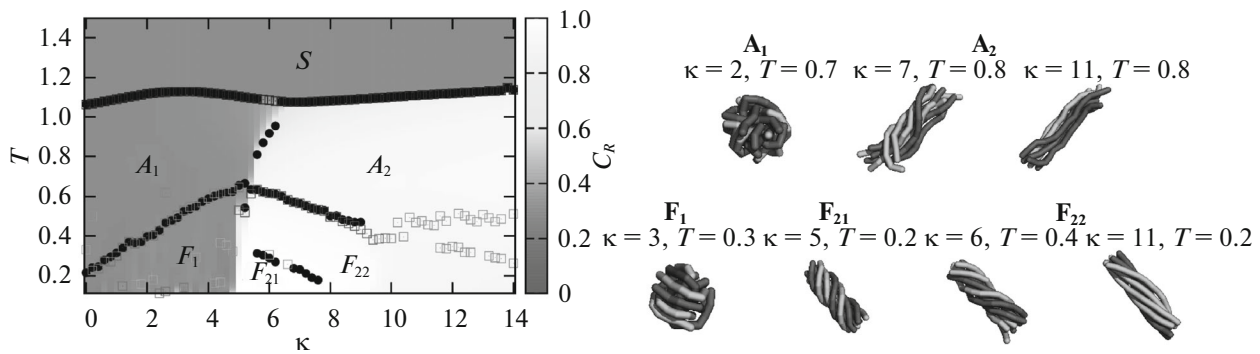 1.4
1.2
1.0
0.8
0.6
0.4
0.2
T
S
A₁
A₂
F₁
F₂₁
F₂₂
0 2 4 6 8 10 12 14
κ
1.0
0.8
0.6
0.4
0.2
0
C_R
A₁ A₂
κ = 2, T = 0.7 κ = 7, T = 0.8 κ = 11, T = 0.8
F₁ F₂₁ F₂₂
κ = 3, T = 0.3 κ = 5, T = 0.2 κ = 6, T = 0.4 κ = 11, T = 0.2